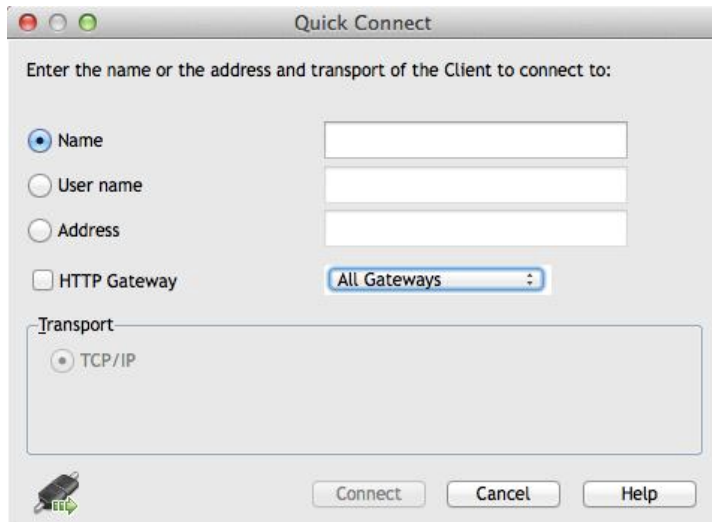 Quick Connect
Enter the name or the address and transport of the Client to connect to:
Name
User name
Address
HTTP Gateway All Gateways
Transport
TCP/IP
Connect Cancel Help